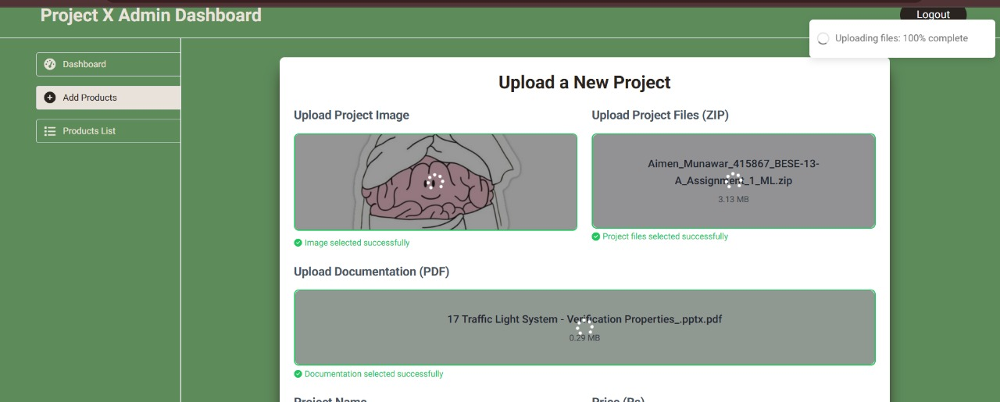 Project X Admin Dashboard
Logout
Uploading files: 100% complete
Dashboard
Add Products
Products List
Upload a New Project
Upload Project Image
Upload Project Files (ZIP)
Aimen_Munawar_415867_BESE-13-
A_Assignment_1_ML.zip
3.13 MB
Image selected successfully
Project files selected successfully
Upload Documentation (PDF)
17 Traffic Light System - Verification Properties_.pptx.pdf
0.29 MB
Documentation selected successfully
Project Name
Price (Rs)